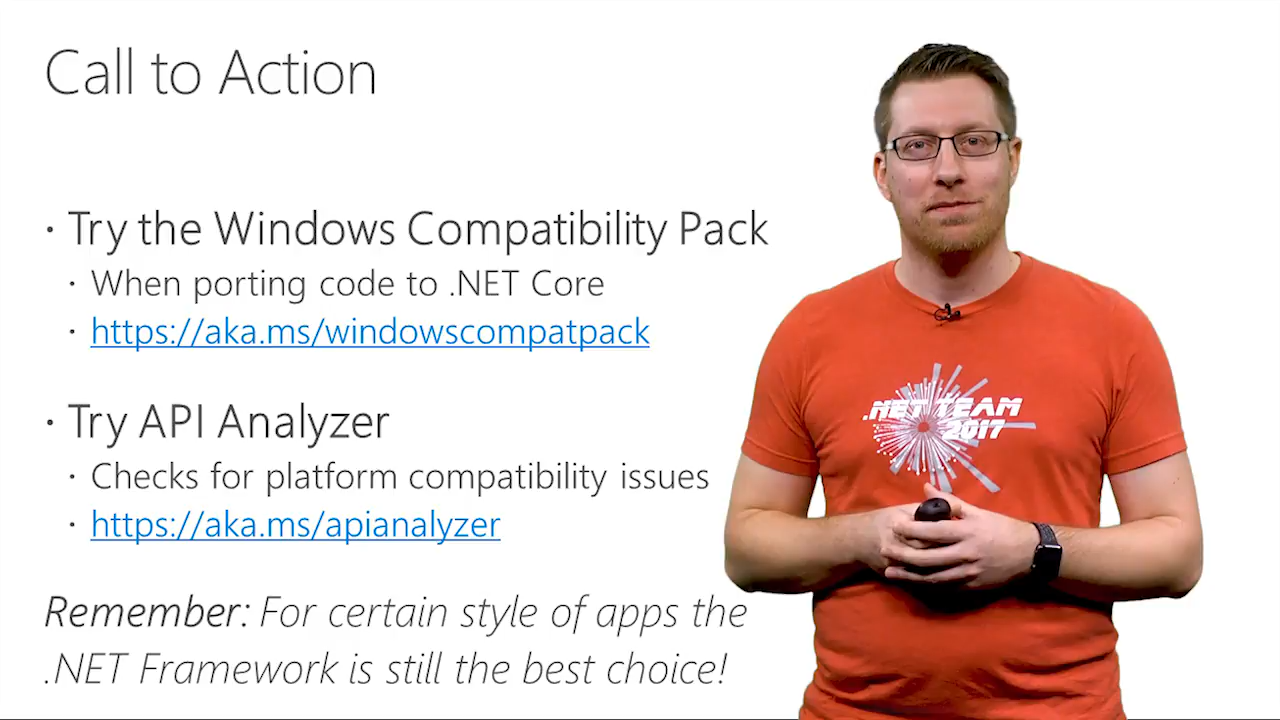 Call to Action
· Try the Windows Compatibility Pack
· When porting code to .NET Core
· https://aka.ms/windowscompatpack
· Try API Analyzer
· Checks for platform compatibility issues
· https://aka.ms/apianalyzer
Remember: For certain style of apps the
.NET Framework is still the best choice!
.NET TEAM
2017